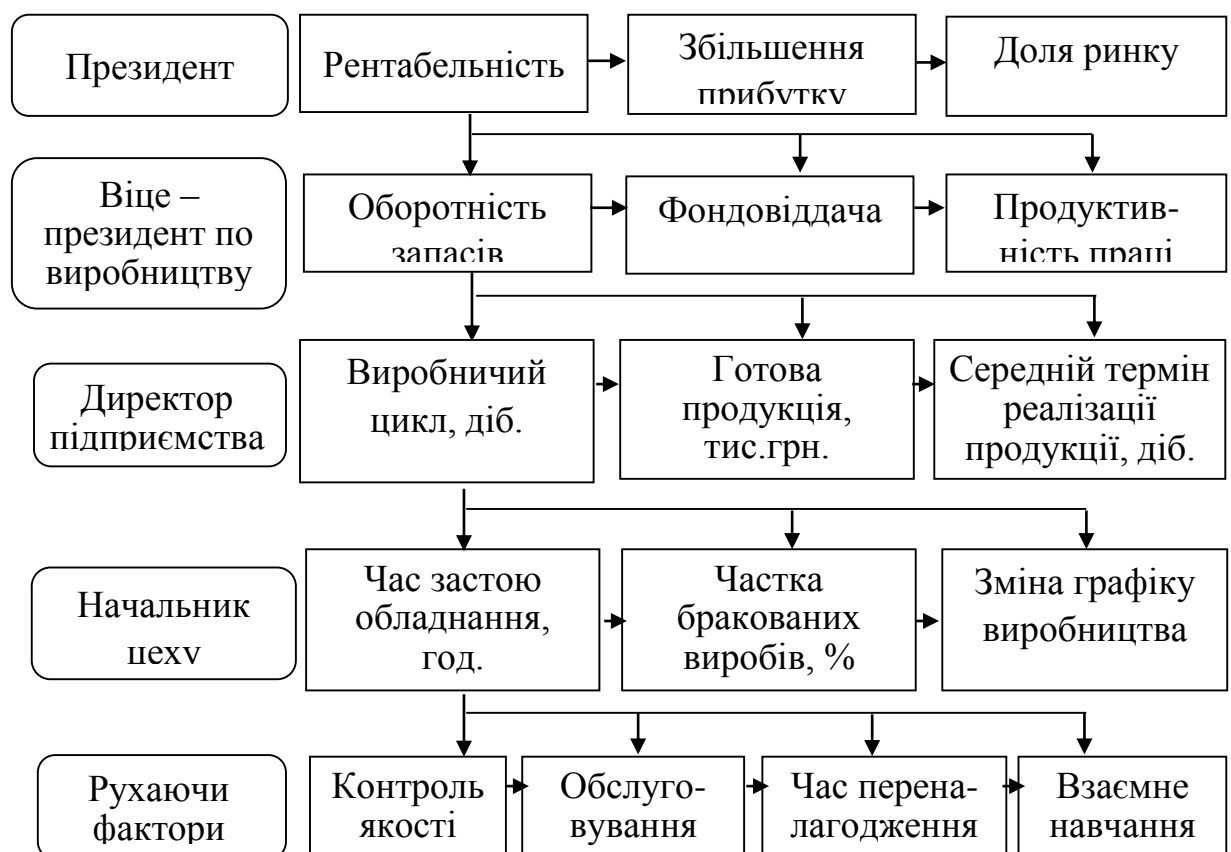 Президент
Рентабельність
Збільшення
прибутку
Доля ринку
Віце –
президент по
виробництву
Оборотність
запасів
Фондовіддача
Продуктив-
ність праці
Директор
підприємства
Виробничий
цикл, діб.
Готова
продукція,
тис.грн.
Середній термін
реалізації
продукції, діб.
Начальник
цеху
Час застою
обладнання,
год.
Частка
бракованих
виробів, %
Зміна графіку
виробництва
Рухаючи
фактори
Контроль
якості
Обслуго-
вування
Час перена-
лагодження
Взаємне
навчання